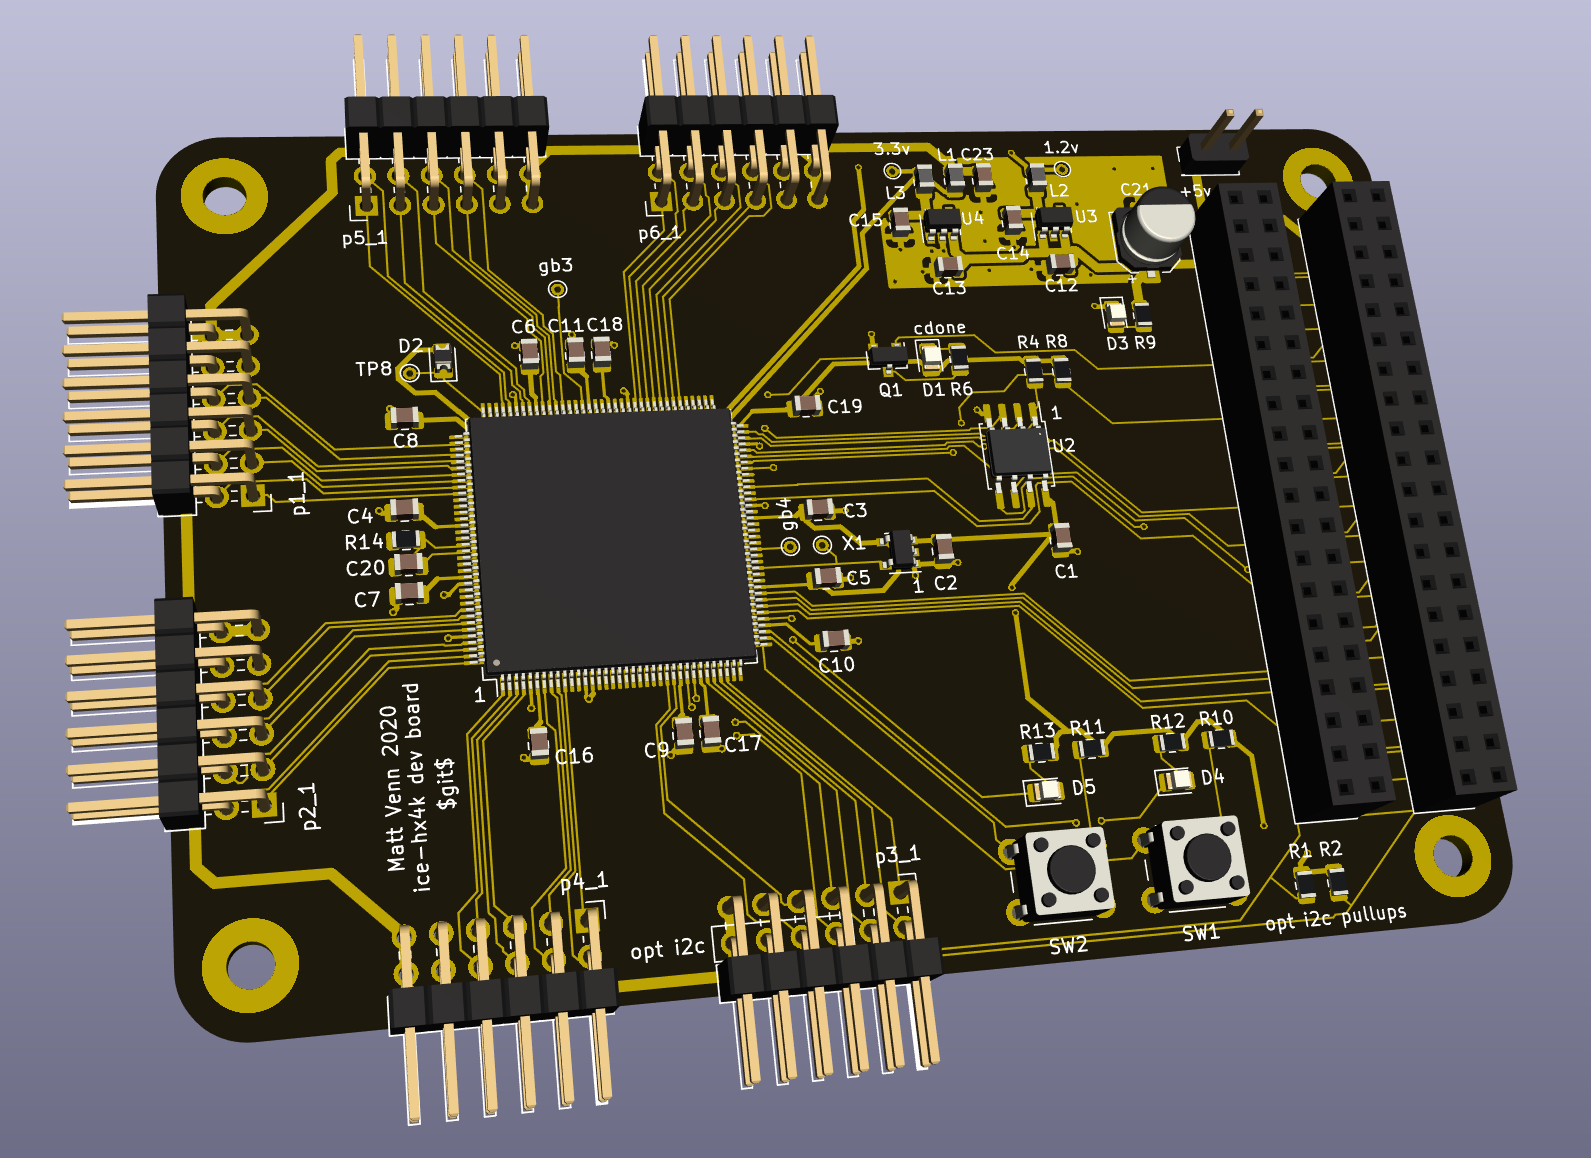 p5_1
p6_1
3.3v
L1
C23
1.2v
L3
L2
C21
+5v
C15
U4
U3
C14
C13
C12
+
gb3
D3
R9
C6
C11
C18
cdone
R4
R8
D2
TP8
Q1
D1
R6
C19
1
C8
U2
p1_1
C4
gb4
C3
R14
X1
C20
C5
C2
C1
C7
1
C10
1
Matt Venn 2020
ice-hx4k dev board
$git$
C16
C9
C17
R13
R11
R12
R10
D5
D4
p2_1
p4_1
p3_1
R1
R2
opt i2c
SW2
SW1
opt i2c pullups